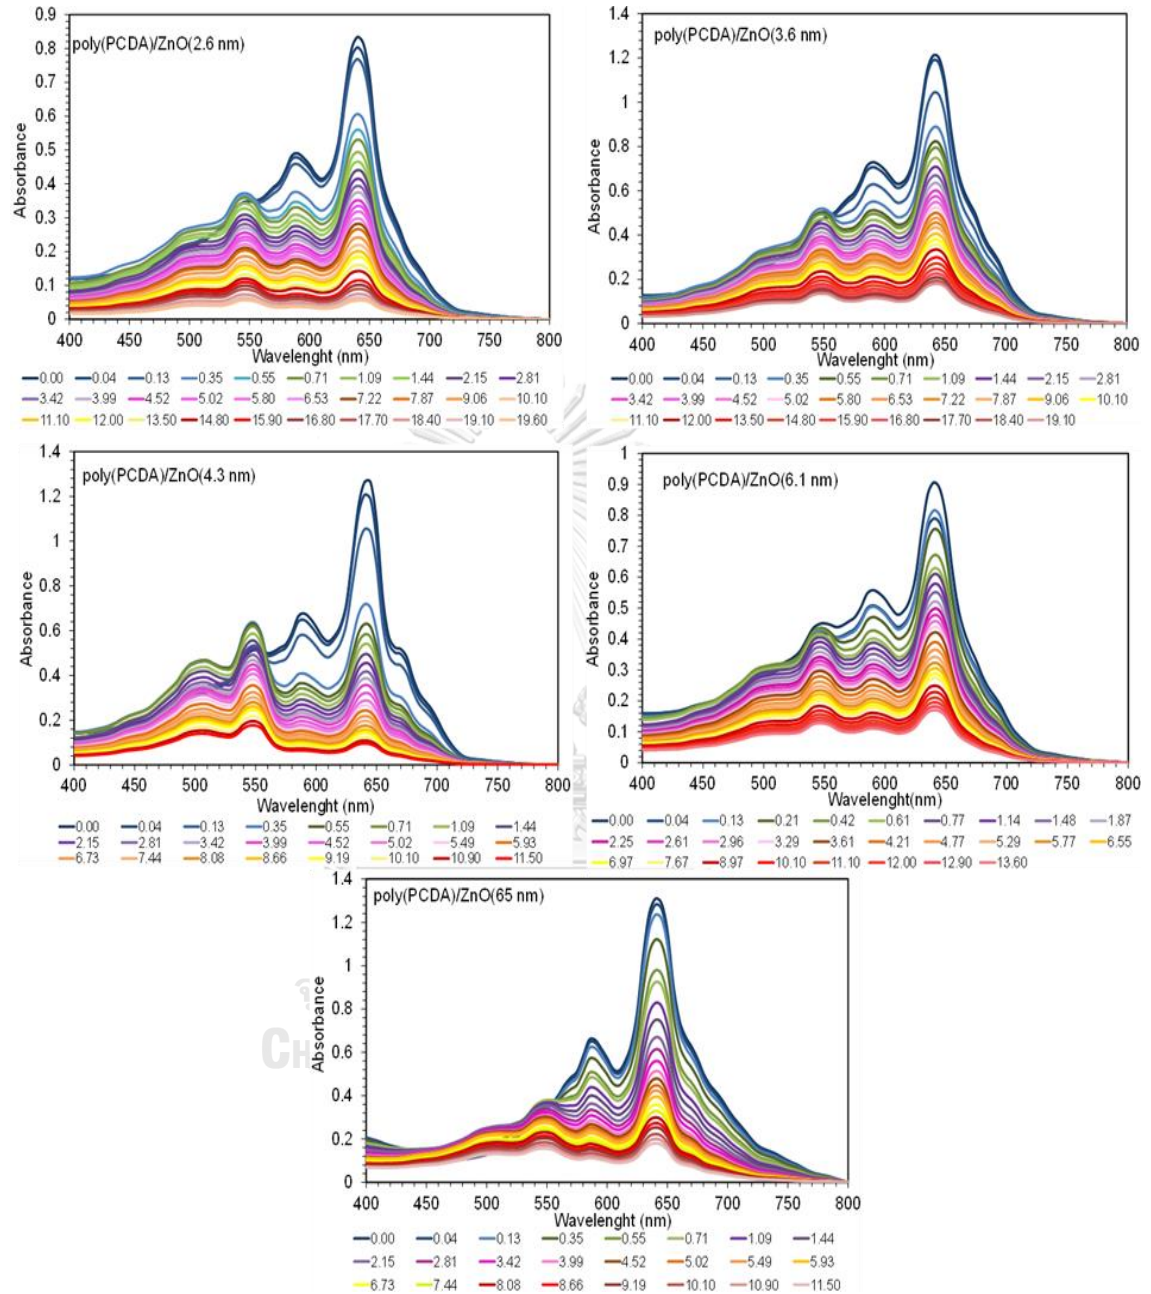 poly(PCDA)/ZnO(2.6 nm)
Absorbance
0.9
0.8
0.7
0.6
0.5
0.4
0.3
0.2
0.1
0
400 450 500 550 600 650 700 750 800
Wavelenght (nm)
0.00 0.04 0.13 0.35 0.55 0.71 1.09 1.44 2.15 2.81
3.42 3.99 4.52 5.02 5.80 6.53 7.22 7.87 9.06 10.10
11.10 12.00 13.50 14.80 15.90 16.80 17.70 18.40 19.10 19.60
poly(PCDA)/ZnO(3.6 nm)
Absorbance
1.4
1.2
1
0.8
0.6
0.4
0.2
0
400 450 500 550 600 650 700 750 800
Wavelenght (nm)
0.00 0.04 0.13 0.35 0.55 0.71 1.09 1.44 2.15 2.81
3.42 3.99 4.52 5.02 5.80 6.53 7.22 7.87 9.06 10.10
11.10 12.00 13.50 14.80 15.90 16.80 17.70 18.40 19.10
poly(PCDA)/ZnO(4.3 nm)
Absorbance
1.4
1.2
1
0.8
0.6
0.4
0.2
0
400 450 500 550 600 650 700 750 800
Wavelenght (nm)
0.00 0.04 0.13 0.35 0.55 0.71 1.09 1.44
2.15 2.81 3.42 3.99 4.52 5.02 5.49 5.93
6.73 7.44 8.08 8.66 9.19 10.10 10.90 11.50
poly(PCDA)/ZnO(6.1 nm)
Absorbance
1
0.9
0.8
0.7
0.6
0.5
0.4
0.3
0.2
0.1
0
400 450 500 550 600 650 700 750 800
Wavelenght(nm)
0.00 0.04 0.13 0.21 0.42 0.61 0.77 1.14 1.48 1.87
2.25 2.61 2.96 3.29 3.61 4.21 4.77 5.29 5.77 6.55
6.97 7.67 8.97 10.10 11.10 12.00 12.90 13.60
poly(PCDA)/ZnO(65 nm)
Absorbance
1.4
1.2
1
0.8
0.6
0.4
0.2
0
400 450 500 550 600 650 700 750 800
Wavelenght (nm)
0.00 0.04 0.13 0.35 0.55 0.71 1.09 1.44
2.15 2.81 3.42 3.99 4.52 5.02 5.49 5.93
6.73 7.44 8.08 8.66 9.19 10.10 10.90 11.50